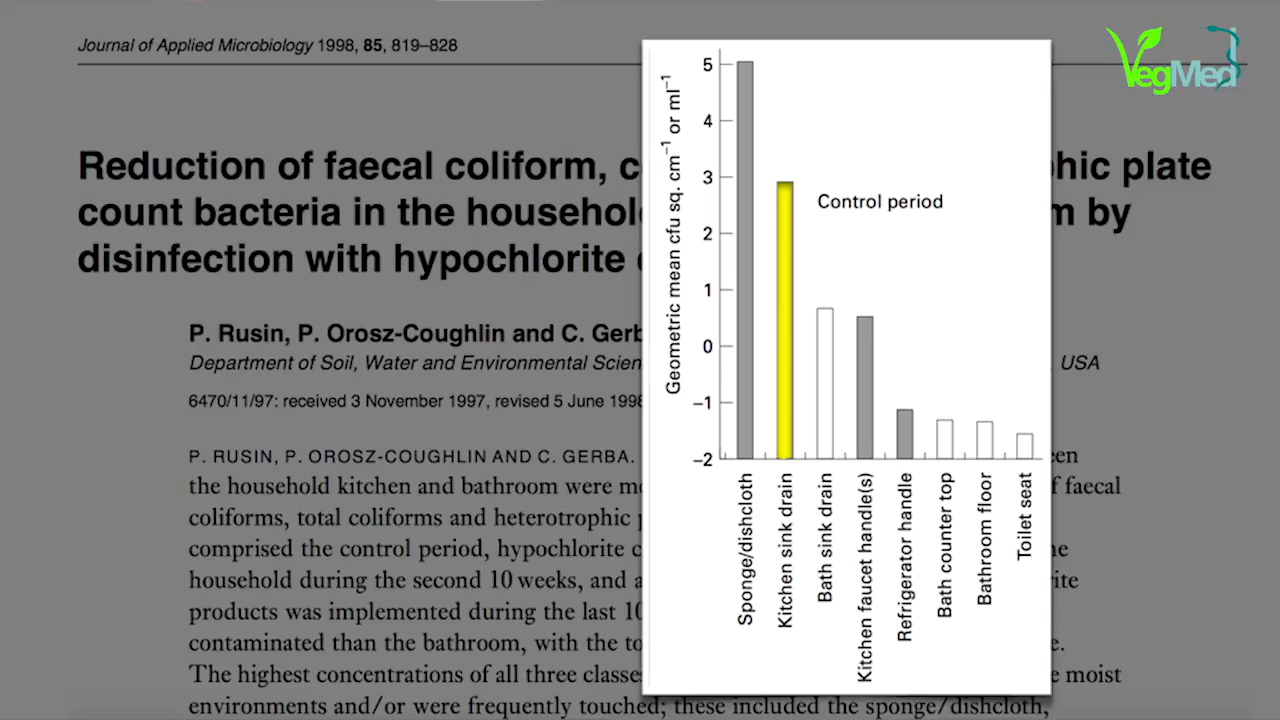 Journal of Applied Microbiology 1998, 85, 819–828
VegMed
Reduction of faecal coliform, c
hic plate
count bacteria in the househol
m by
disinfection with hypochlorite
P. Rusin, P. Orosz-Coughlin and C. Gerb
Department of Soil, Water and Environmental Scien
USA
6470/11/97: received 3 November 1997, revised 5 June 1998
P. RUSIN, P. OROSZ-COUGHLIN AND C. GERBA.
een
the household kitchen and bathroom were m
f faecal
coliforms, total coliforms and heterotrophic p
comprised the control period, hypochlorite c
he
household during the second 10 weeks, and a
rite
products was implemented during the last 10
contaminated than the bathroom, with the to
e.
The highest concentrations of all three classe
e moist
environments and/or were frequently touched; these included the sponge/dishcloth,
Geometric mean cfu sq. cm⁻¹ or ml⁻¹
5
4
3
2
1
0
–1
–2
Control period
Sponge/dishcloth
Kitchen sink drain
Bath sink drain
Kitchen faucet handle(s)
Refrigerator handle
Bath counter top
Bathroom floor
Toilet seat